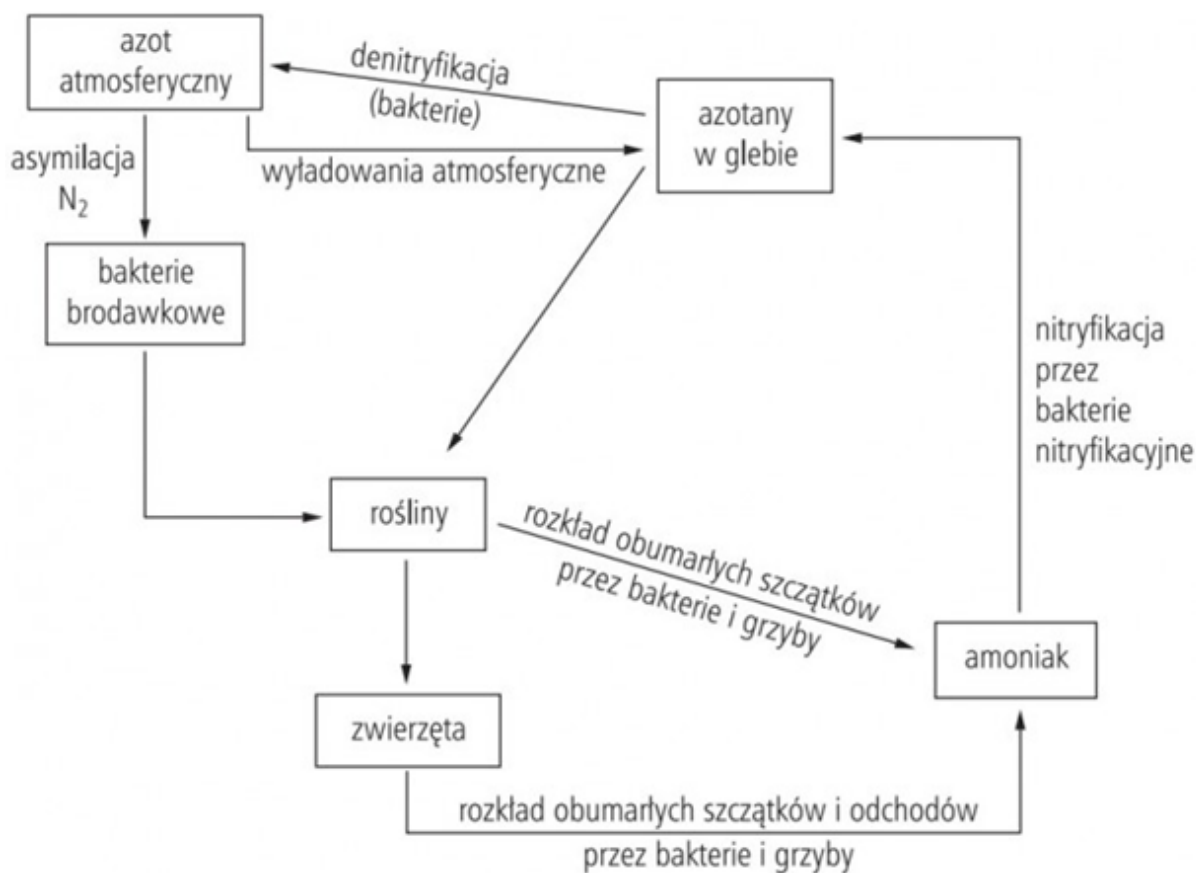 azot
atmosferyczny
denitryfikacja
(bakterie)
azotany
w glebie
asymilacja
N₂
wyładowania atmosferyczne
bakterie
brodawkowe
nitryfikacja
przez
bakterie
nitryfikacyjne
rośliny
rozkład obumarłych szczątków
przez bakterie i grzyby
amoniak
zwierzęta
rozkład obumarłych szczątków i odchodów
przez bakterie i grzyby